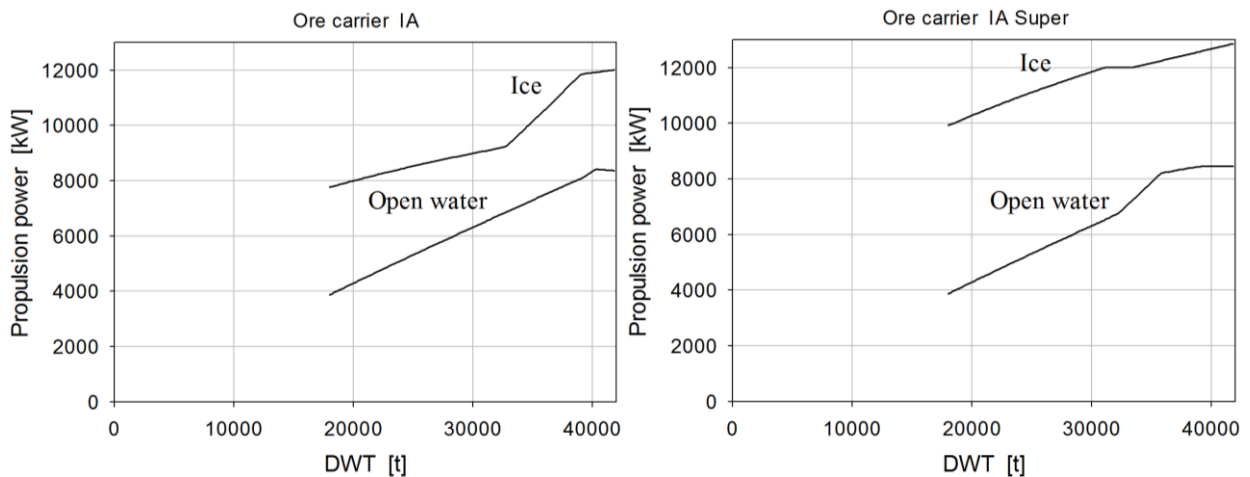 Ore carrier IA
Propulsion power [kW]
12000
10000
8000
6000
4000
2000
0
Ice
Open water
0 10000 20000 30000 40000
DWT [t]
Ore carrier IA Super
Propulsion power [kW]
12000
10000
8000
6000
4000
2000
0
Ice
Open water
0 10000 20000 30000 40000
DWT [t]